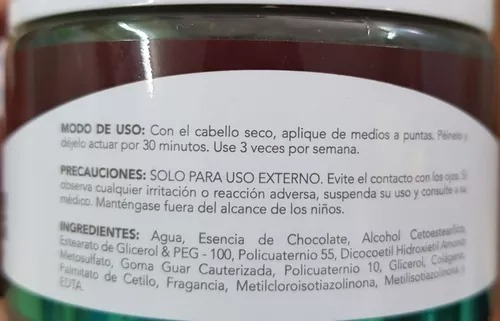 MODO DE USO: Con el cabello seco, aplique de medios a puntas. Péinelo y
déjelo actuar por 30 minutos. Use 3 veces por semana.
PRECAUCIONES: SOLO PARA USO EXTERNO. Evite el contacto con los ojos. Si
observa cualquier irritación o reacción adversa, suspenda su uso y consulte a su
médico. Manténgase fuera del alcance de los niños.
INGREDIENTES: Agua, Esencia de Chocolate, Alcohol Cetoestearílico,
Estearato de Glicerol & PEG - 100, Policuaternio 55, Dicocoetil Hidroxietil Amonio
Metosulfato, Goma Guar Cauterizada, Policuaternio 10, Glicerol, Colágeno,
Palmitato de Cetilo, Fragancia, Metilcloroisotiazolinona, Metilisotiazolinona y
EDTA.